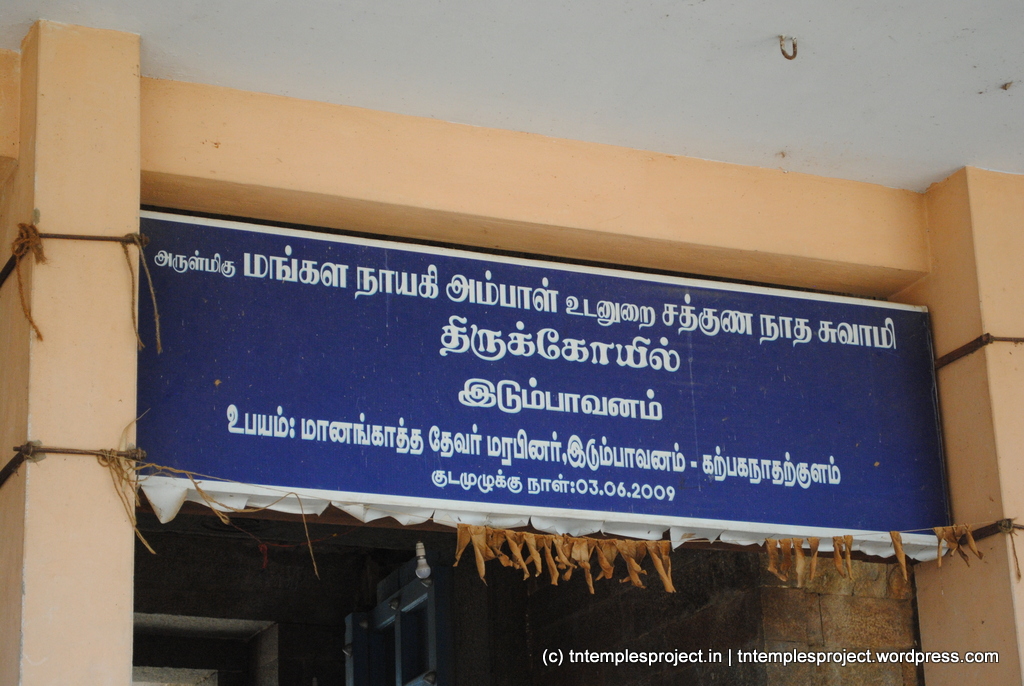 அருள்மிகு மங்கள நாயகி அம்பாள் உடனுறை சத்குண நாத சுவாமி
திருக்கோயில்
இடும்பாவனம்
உபயம்: மானங்காத்த தேவர் மரபினர்,இடும்பாவனம் - கற்பகநாதற்குளம்
குடமுழுக்கு நாள்:03.06.2009
(c) tntemplesproject.in | tntemplesproject.wordpress.com